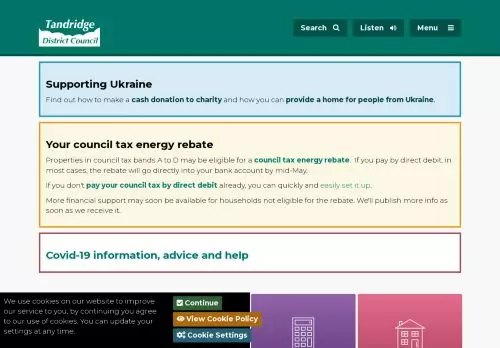 Tandridge
District Council
Search
Listen
Menu
Supporting Ukraine
Find out how to make a cash donation to charity and how you can provide a home for people from Ukraine.
Your council tax energy rebate
Properties in council tax bands A to D may be eligible for a council tax energy rebate. If you pay by direct debit, in
most cases, the rebate will go directly into your bank account by mid-May.
If you don't pay your council tax by direct debit already, you can quickly and easily set it up.
More financial support may soon be available for households not eligible for the rebate. We'll publish more info as
soon as we receive it.
Covid-19 information, advice and help
We use cookies on our website to improve
our service to you, by continuing you agree
to our use of cookies. You can update your
settings at any time.
Continue
View Cookie Policy
Cookie Settings